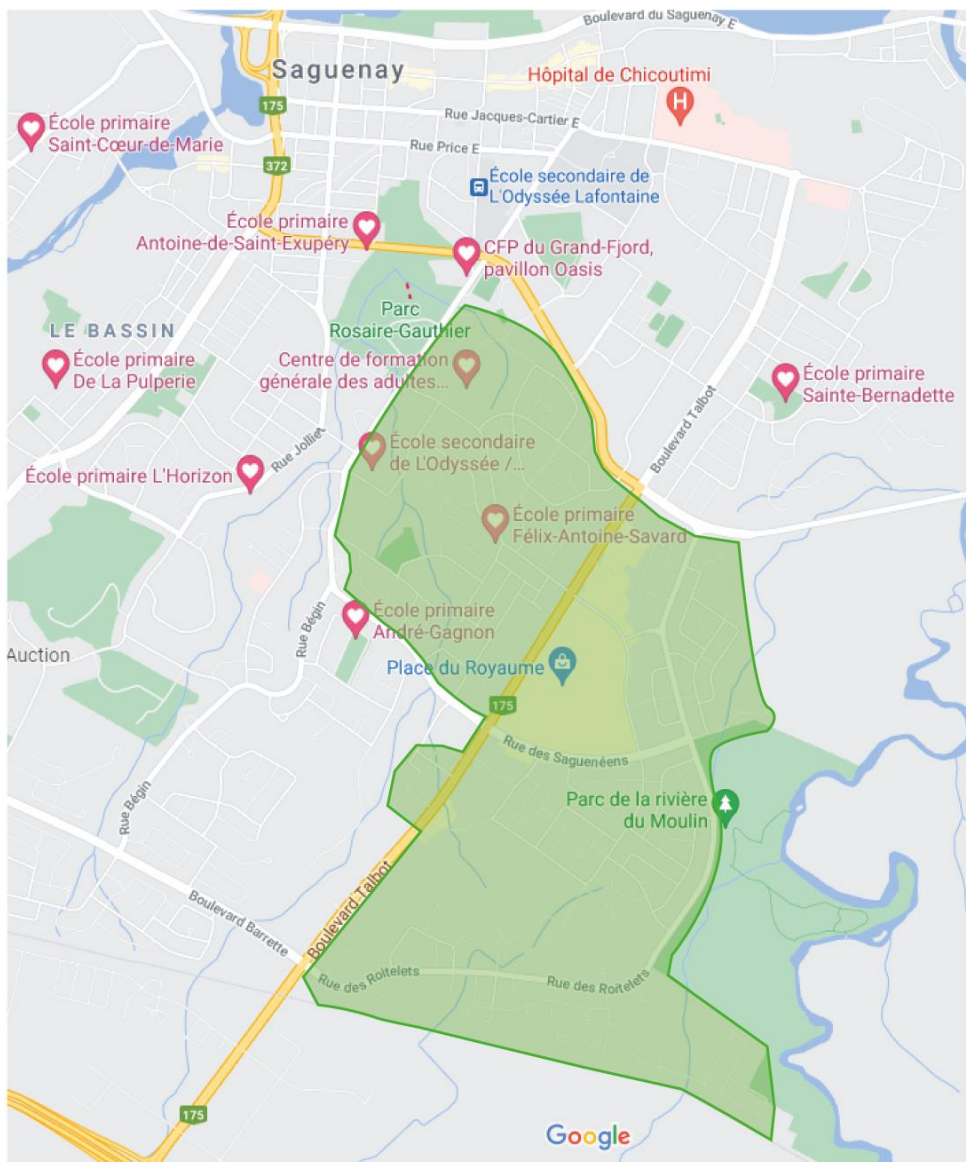 Boulevard du Saguenay E
Saguenay
Hôpital de Chicoutimi
H
175
Rue Jacques-Cartier E
École primaire
Saint-Cœur-de-Marie
Rue Price E
372
École secondaire de
L'Odyssée Lafontaine
École primaire
Antoine-de-Saint-Exupéry
CFP du Grand-Fjord,
pavillon Oasis
Parc
Rosaire-Gauthier
LE BASSIN
École primaire
De La Pulperie
Centre de formation
générale des adultes...
École primaire
Sainte-Bernadette
Boulevard Talbot
Rue Jolliet
École secondaire
de L'Odyssée /...
École primaire L'Horizon
École primaire
Félix-Antoine-Savard
Rue Bégin
École primaire
André-Gagnon
Auction
Place du Royaume
175
Rue des Saguenéens
Rue Bégin
Parc de la rivière
du Moulin
Boulevard Talbot
Boulevard Barrette
Rue des Roitelets
Rue des Roitelets
175
Google